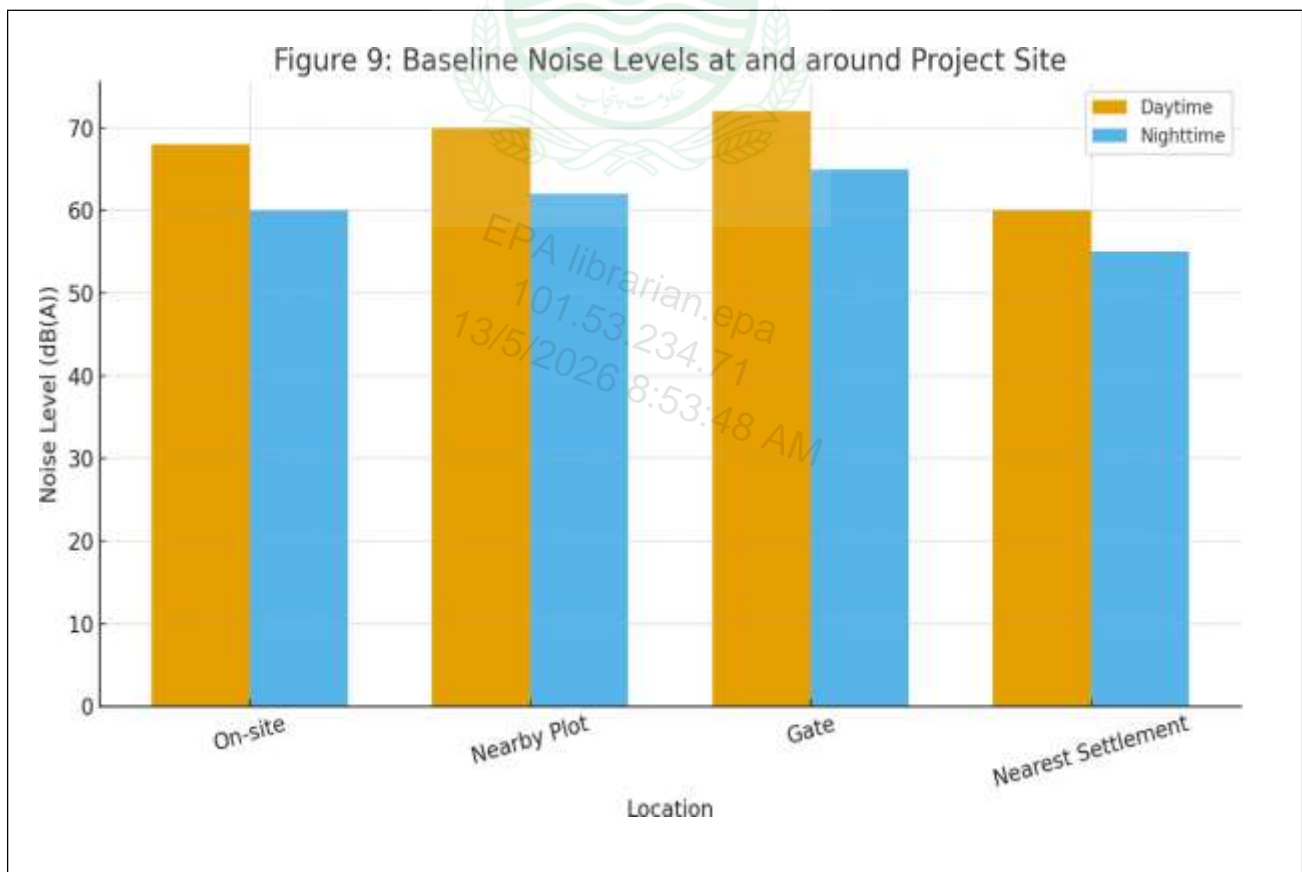 حکومت پنجاب
Figure 9: Baseline Noise Levels at and around Project Site
Daytime
Nighttime
70
60
50
40
30
20
10
0
Noise Level (dB(A))
On-site
Nearby Plot
Gate
Nearest Settlement
Location
EPA librarian.epa
101.53.234.71
13/5/2026 8:53:48 AM